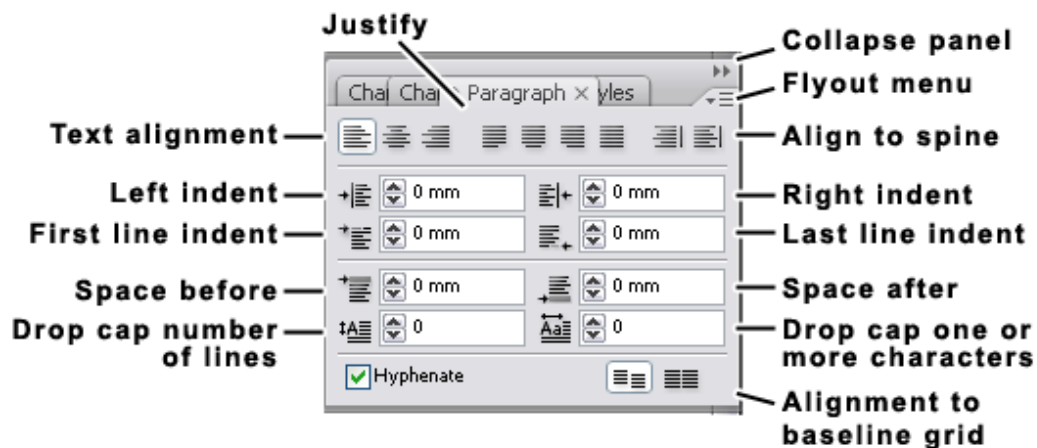 Justify
Collapse panel
Flyout menu
Cha Cha Paragraph × yles
Text alignment
Align to spine
Left indent
0 mm
0 mm
Right indent
First line indent
0 mm
0 mm
Last line indent
Space before
0 mm
0 mm
Space after
Drop cap number
of lines
0
0
Drop cap one or
more characters
Hyphenate
Alignment to
baseline grid